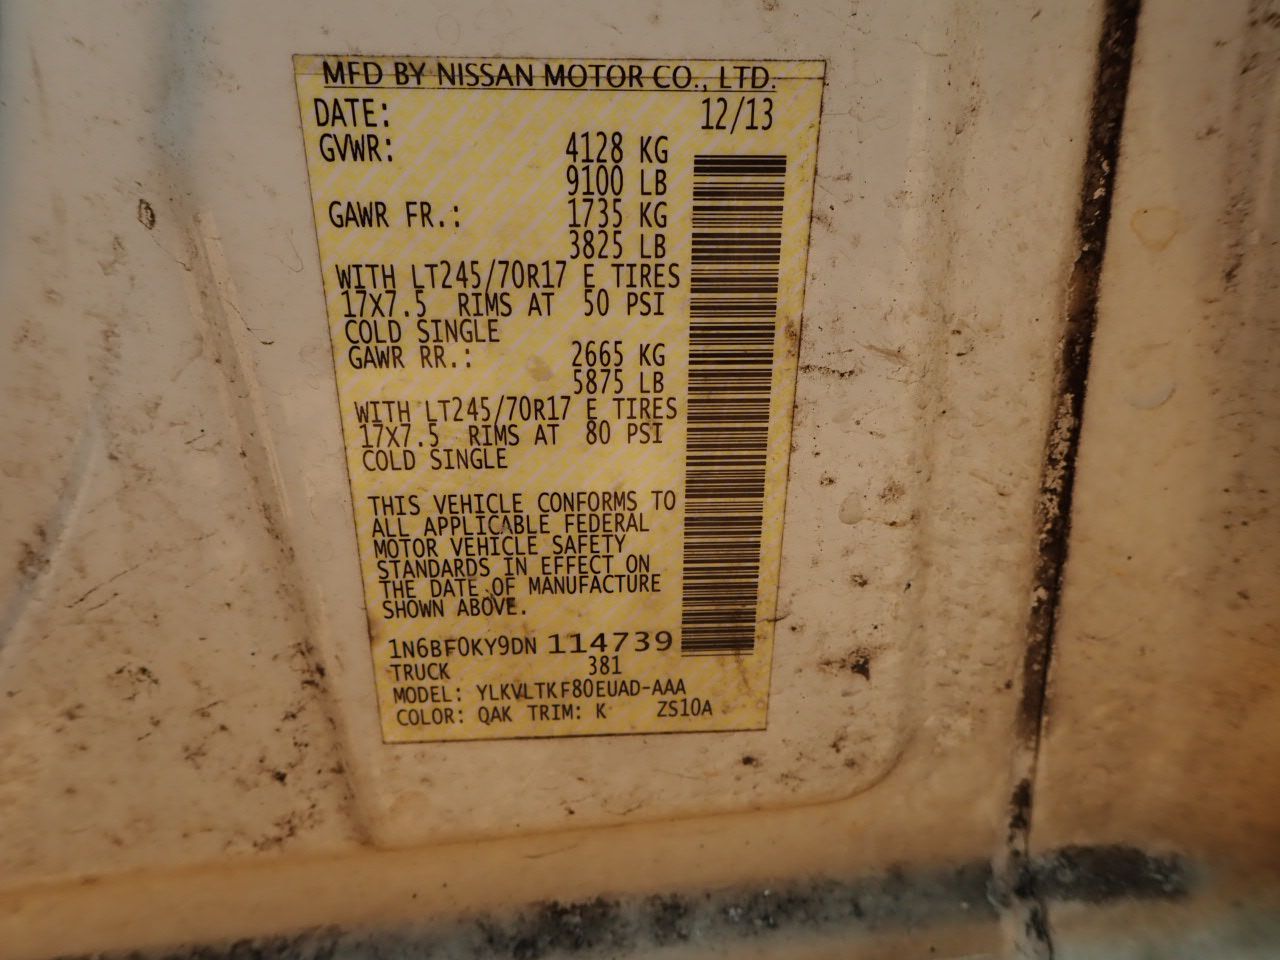 MFD BY NISSAN MOTOR CO., LTD.
DATE: 12/13
GVWR: 4128 KG
9100 LB
GAWR FR.: 1735 KG
3825 LB
WITH LT245/70R17 E TIRES
17X7.5 RIMS AT 50 PSI
COLD SINGLE
GAWR RR.: 2665 KG
5875 LB
WITH LT245/70R17 E TIRES
17X7.5 RIMS AT 80 PSI
COLD SINGLE
THIS VEHICLE CONFORMS TO
ALL APPLICABLE FEDERAL
MOTOR VEHICLE SAFETY
STANDARDS IN EFFECT ON
THE DATE OF MANUFACTURE
SHOWN ABOVE.
1N6BF0KY9DN 114739
TRUCK 381
MODEL: YLKVLTKF80EUAD-AAA
COLOR: QAK TRIM: K ZS10A